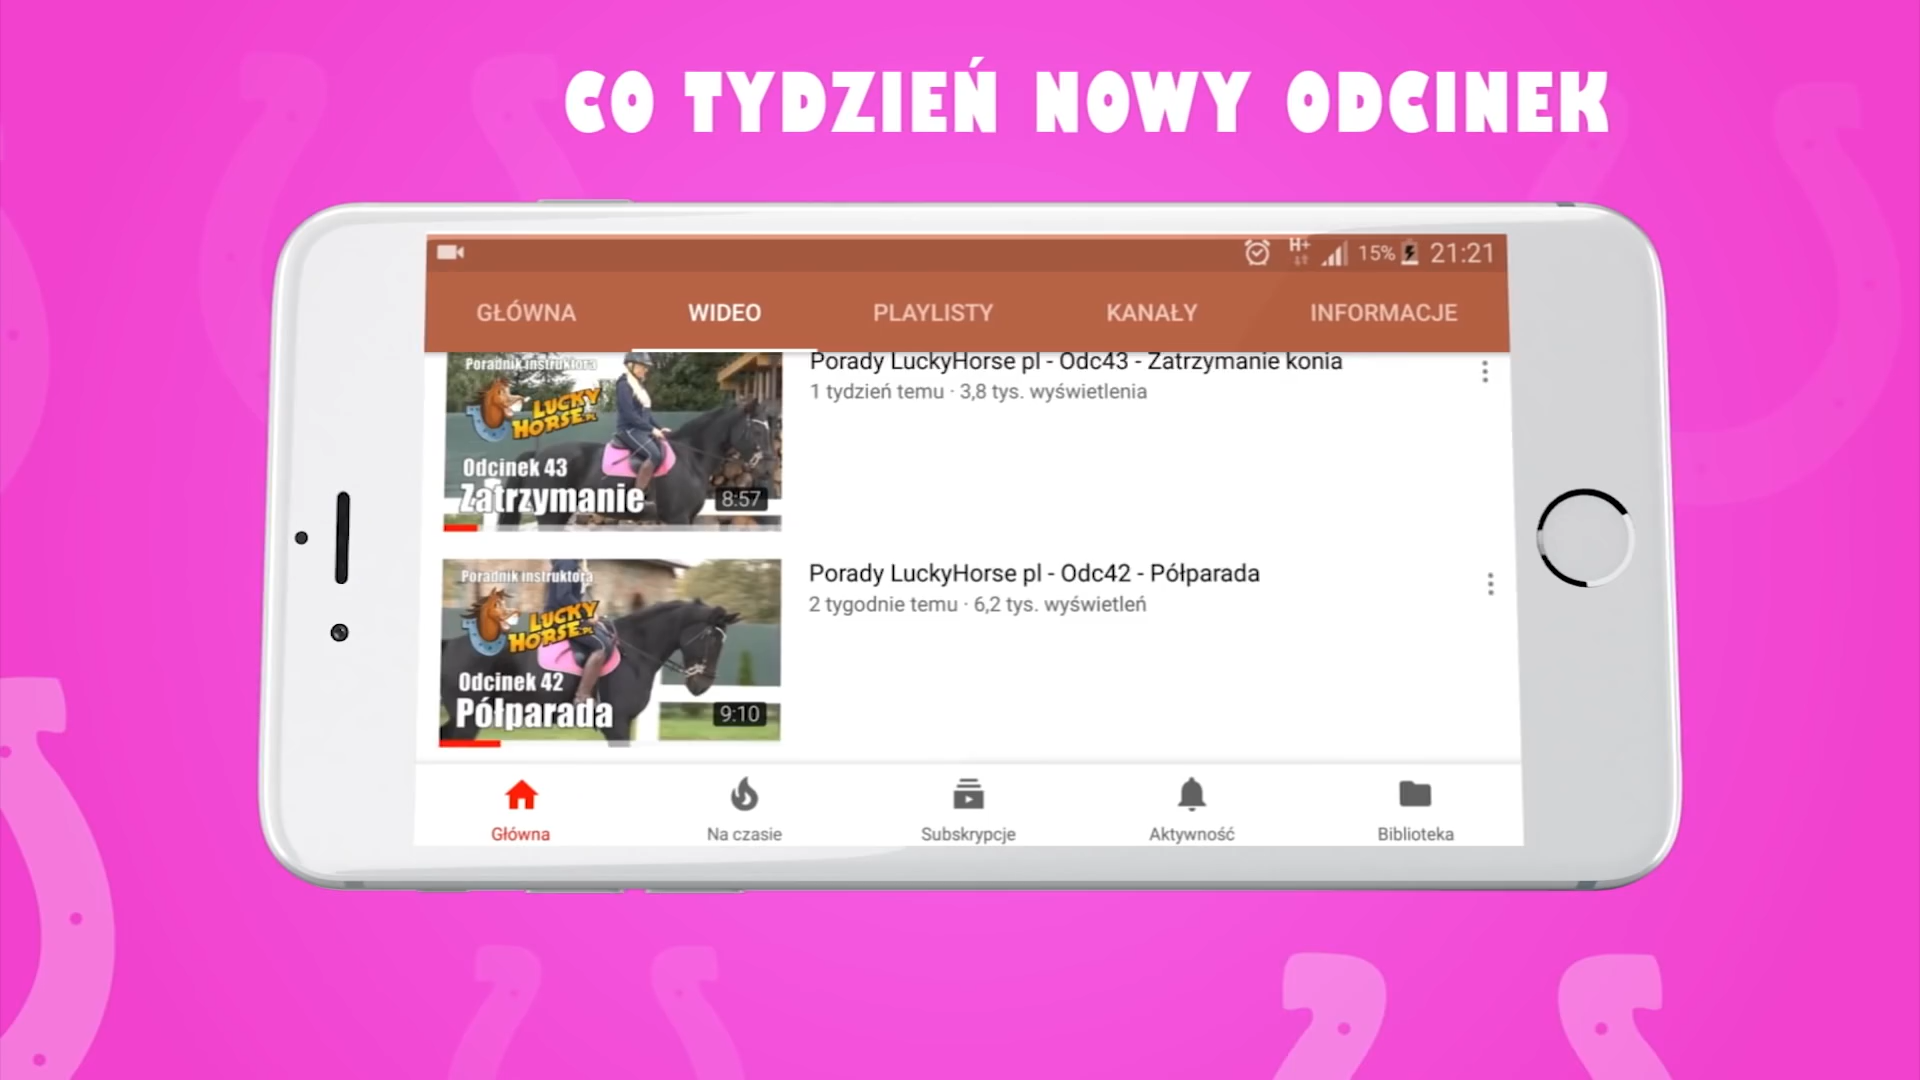 CO TYDZIEŃ NOWY ODCINEK
H+ 15% 21:21
GŁÓWNA WIDEO PLAYLISTY KANAŁY INFORMACJE
Poradnik instruktora
LUCKY
HORSE.PL
Odcinek 43
Zatrzymanie
8:57
Porady LuckyHorse pl - Odc43 - Zatrzymanie konia
1 tydzień temu · 3,8 tys. wyświetlenia
Poradnik instruktora
LUCKY
HORSE.PL
Odcinek 42
Półparada
9:10
Porady LuckyHorse pl - Odc42 - Półparada
2 tygodnie temu · 6,2 tys. wyświetleń
Główna Na czasie Subskrypcje Aktywność Biblioteka